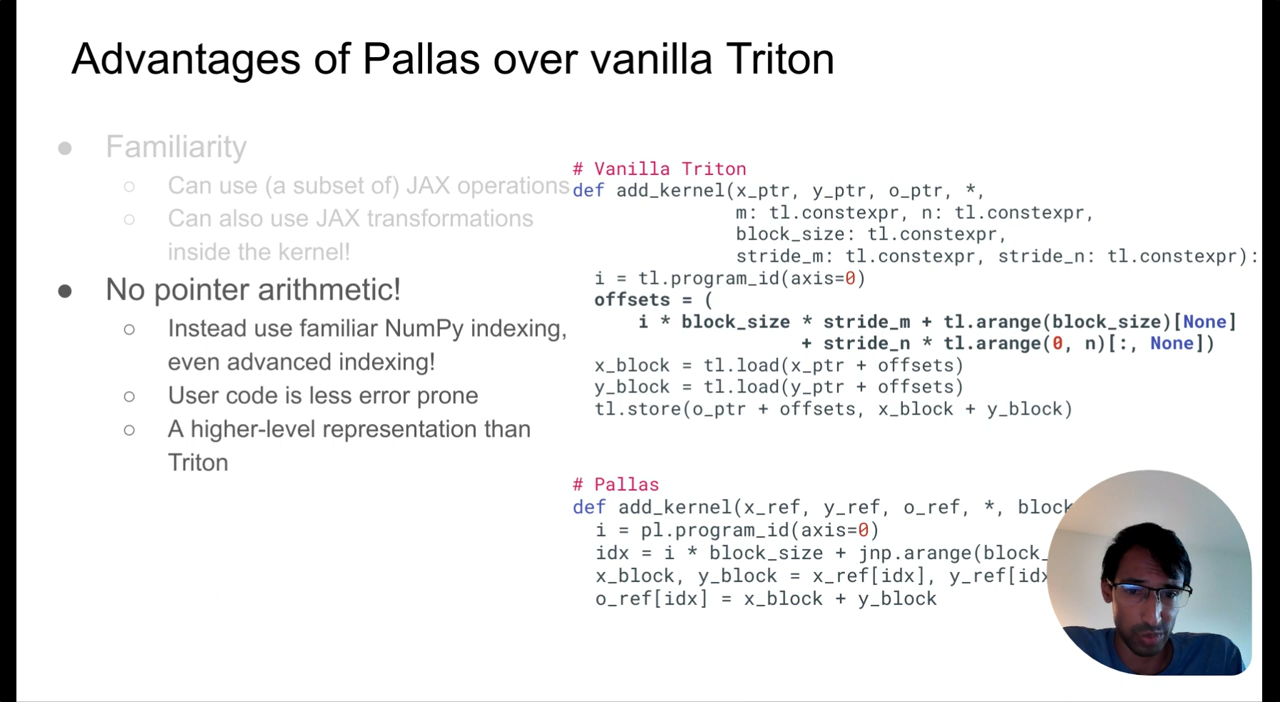 Advantages of Pallas over vanilla Triton
● Familiarity
○ Can use (a subset of) JAX operations
○ Can also use JAX transformations
inside the kernel!
● No pointer arithmetic!
○ Instead use familiar NumPy indexing,
even advanced indexing!
○ User code is less error prone
○ A higher-level representation than
Triton
# Vanilla Triton
def add_kernel(x_ptr, y_ptr, o_ptr, *,
m: tl.constexpr, n: tl.constexpr,
block_size: tl.constexpr,
stride_m: tl.constexpr, stride_n: tl.constexpr):
i = tl.program_id(axis=0)
offsets = (
i * block_size * stride_m + tl.arange(block_size)[None]
+ stride_n * tl.arange(0, n)[:, None])
x_block = tl.load(x_ptr + offsets)
y_block = tl.load(y_ptr + offsets)
tl.store(o_ptr + offsets, x_block + y_block)
# Pallas
def add_kernel(x_ref, y_ref, o_ref, *, block
i = pl.program_id(axis=0)
idx = i * block_size + jnp.arange(block_
x_block, y_block = x_ref[idx], y_ref[idx
o_ref[idx] = x_block + y_block